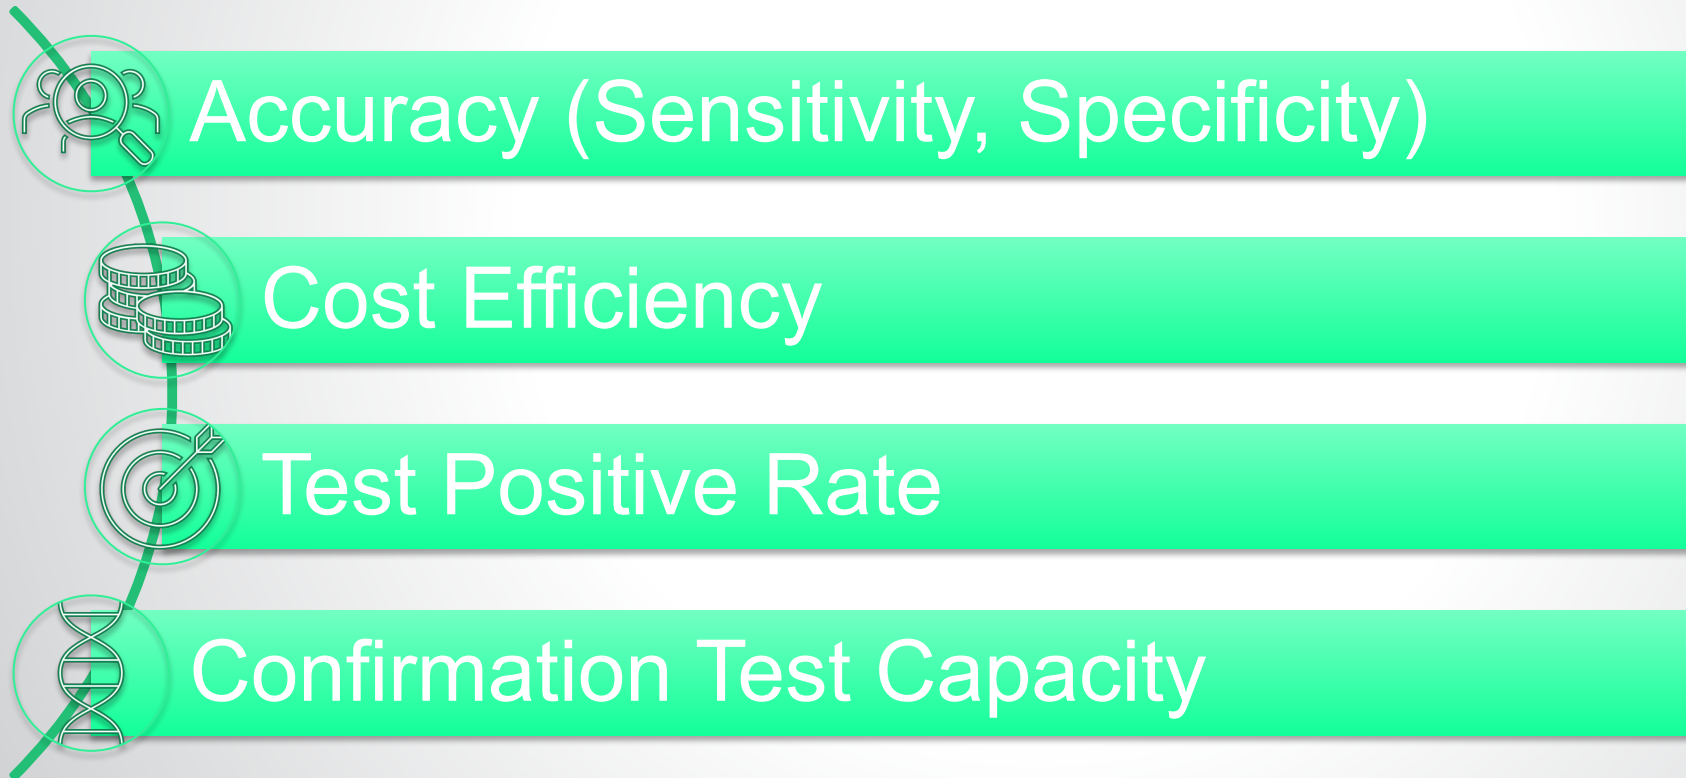 Accuracy (Sensitivity, Specificity)
Cost Efficiency
Test Positive Rate
Confirmation Test Capacity